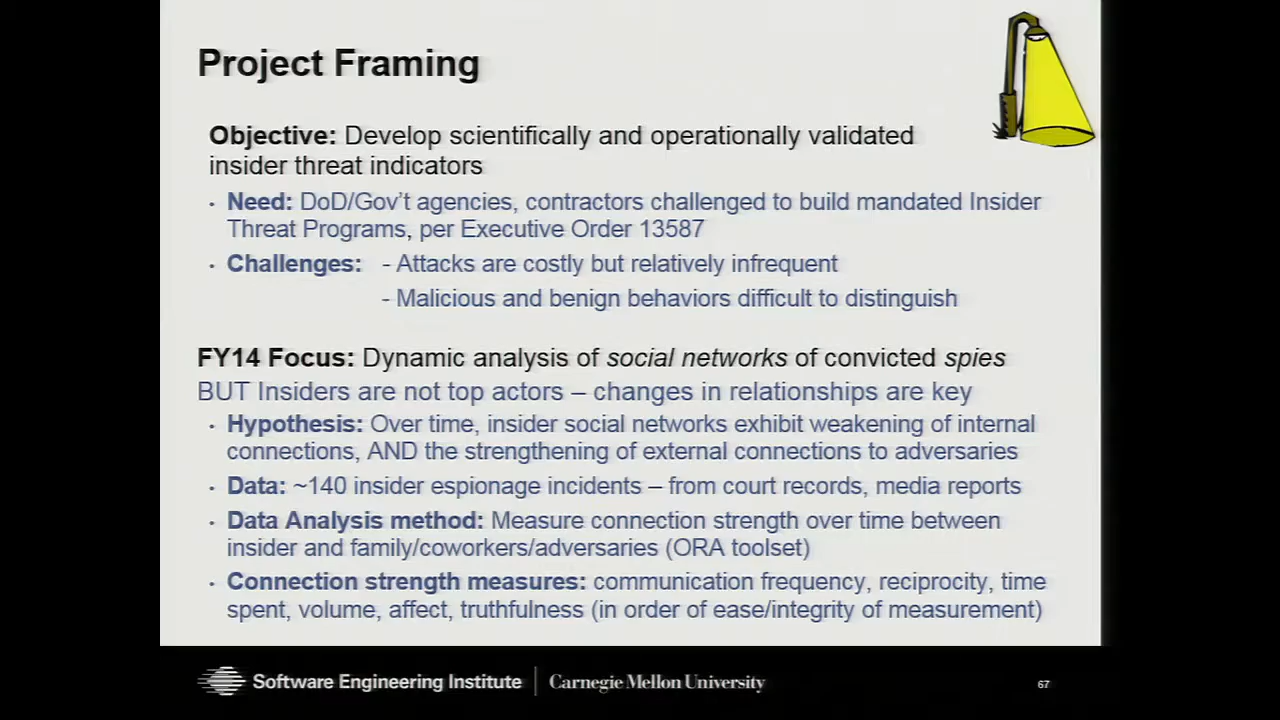 Project Framing
Objective: Develop scientifically and operationally validated
insider threat indicators
• Need: DoD/Gov't agencies, contractors challenged to build mandated Insider
Threat Programs, per Executive Order 13587
• Challenges: - Attacks are costly but relatively infrequent
- Malicious and benign behaviors difficult to distinguish
FY14 Focus: Dynamic analysis of social networks of convicted spies
BUT Insiders are not top actors – changes in relationships are key
• Hypothesis: Over time, insider social networks exhibit weakening of internal
connections, AND the strengthening of external connections to adversaries
• Data: ~140 insider espionage incidents – from court records, media reports
• Data Analysis method: Measure connection strength over time between
insider and family/coworkers/adversaries (ORA toolset)
• Connection strength measures: communication frequency, reciprocity, time
spent, volume, affect, truthfulness (in order of ease/integrity of measurement)
Software Engineering Institute | Carnegie Mellon University
67